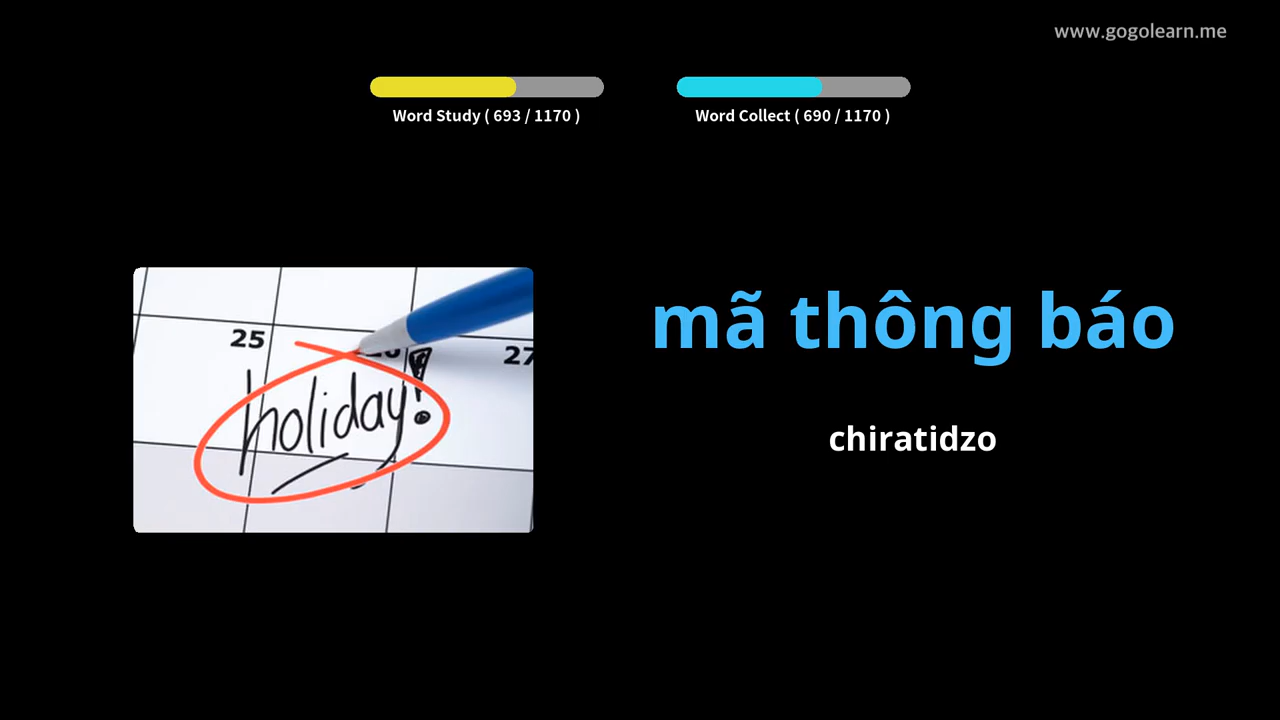 www.gogolearn.me
Word Study ( 693 / 1170 )
Word Collect ( 690 / 1170 )
25
27
holiday!
mã thông báo
chiratidzo